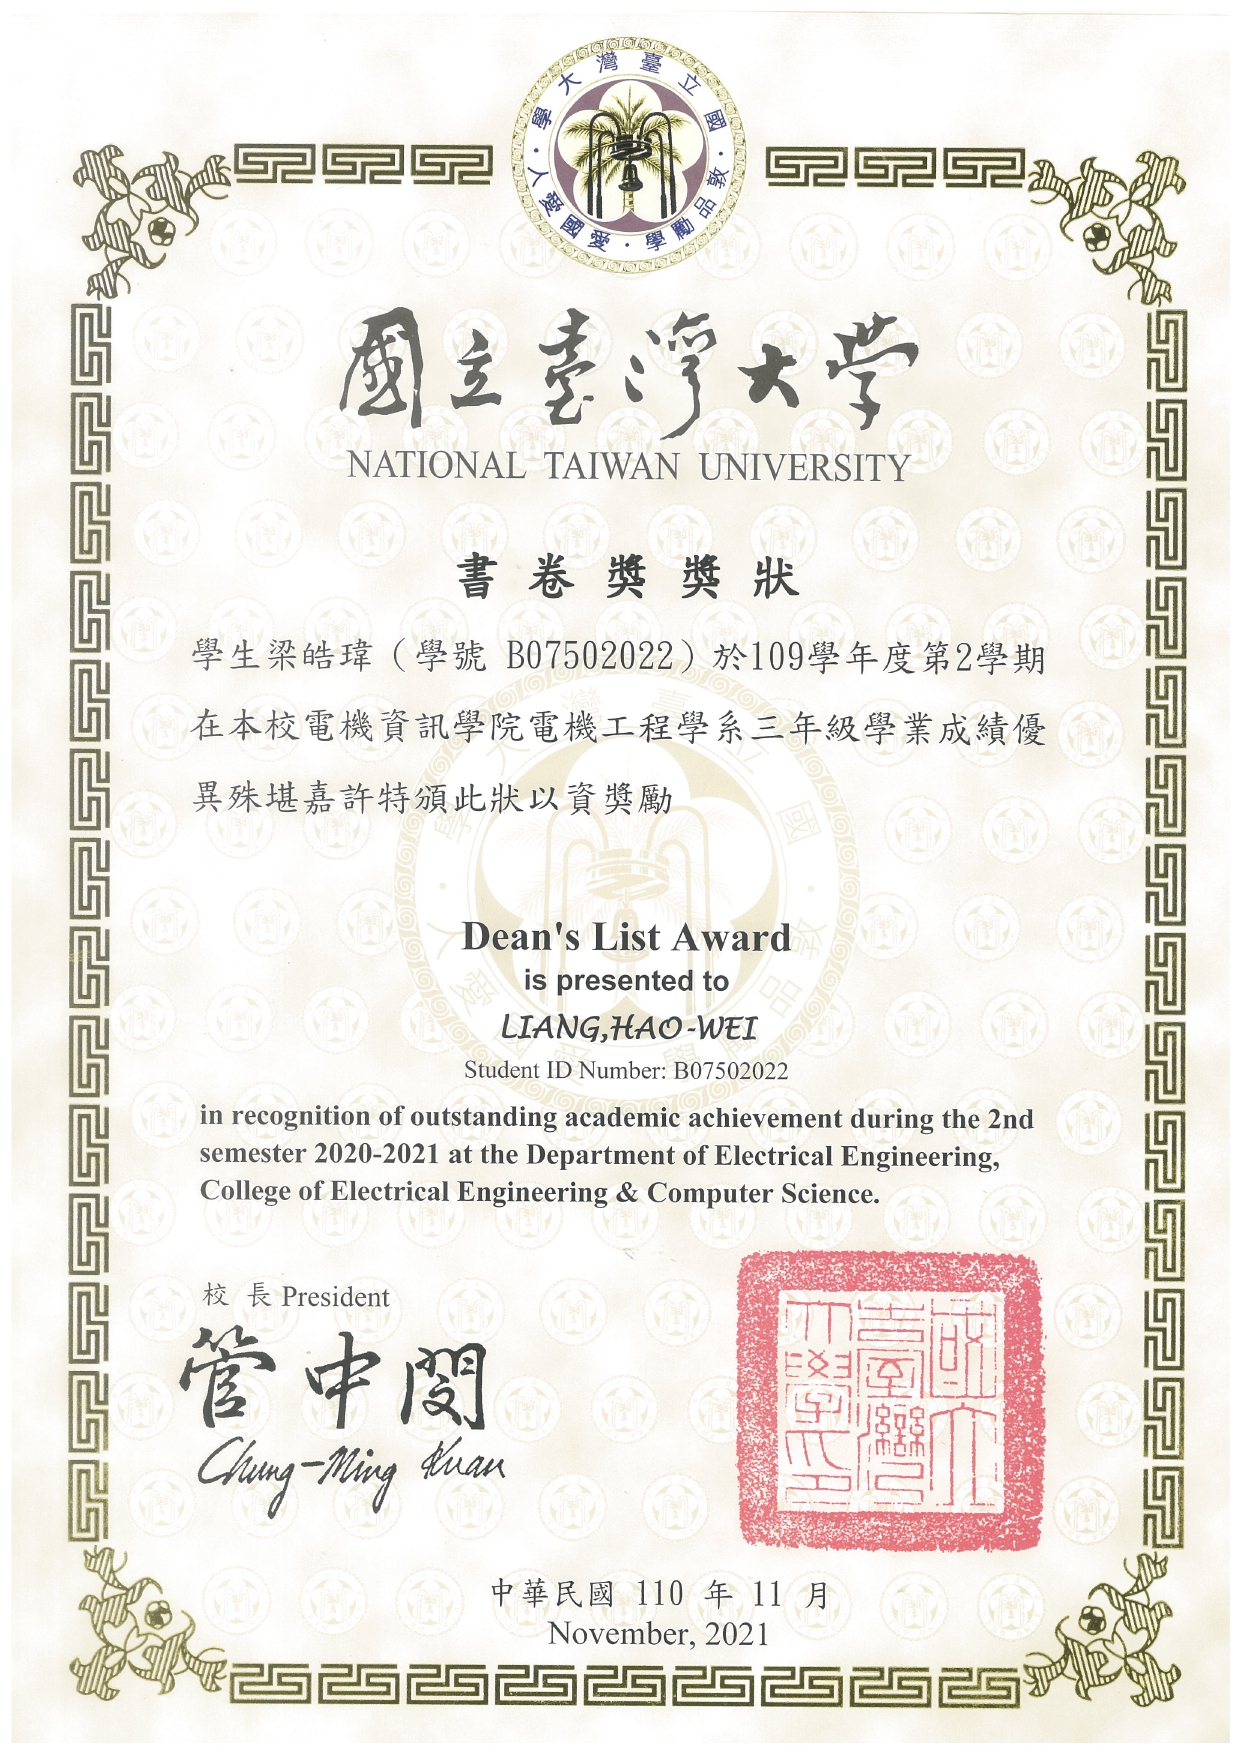 國立臺灣大學
敦品勵學·愛國愛人
國立臺灣大学
NATIONAL TAIWAN UNIVERSITY
書卷獎獎狀
學生梁皓瑋（學號 B07502022）於109學年度第2學期
在本校電機資訊學院電機工程學系三年級學業成績優
異殊堪嘉許特頒此狀以資獎勵
Dean's List Award
is presented to
LIANG,HAO-WEI
Student ID Number: B07502022
in recognition of outstanding academic achievement during the 2nd
semester 2020-2021 at the Department of Electrical Engineering,
College of Electrical Engineering & Computer Science.
校 長 President
管中閔
Chung-Ming Kuan
國立臺灣大學之印
中華民國 110 年 11 月
November, 2021